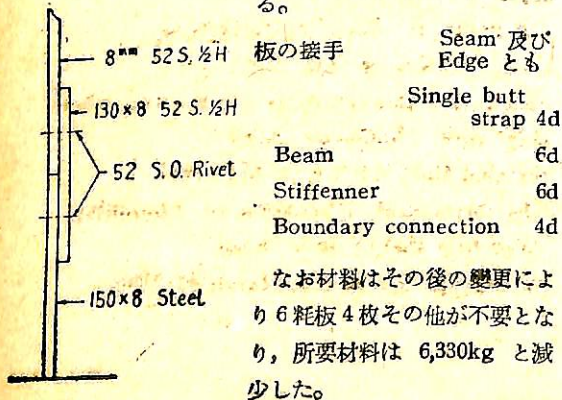 る。
8mm 52 S. ½H
130×8 52 S. ½H
52 S.O. Rivet
150×8 Steel
板の接手 Seam 及び
Edge とも
Single butt
strap 4d
Beam 6d
Stiffenner 6d
Boundary connection 4d
なお材料はその後の變更によ
り6粍板4枚その他が不要とな
り，所要材料は 6,330kg と減
少した。